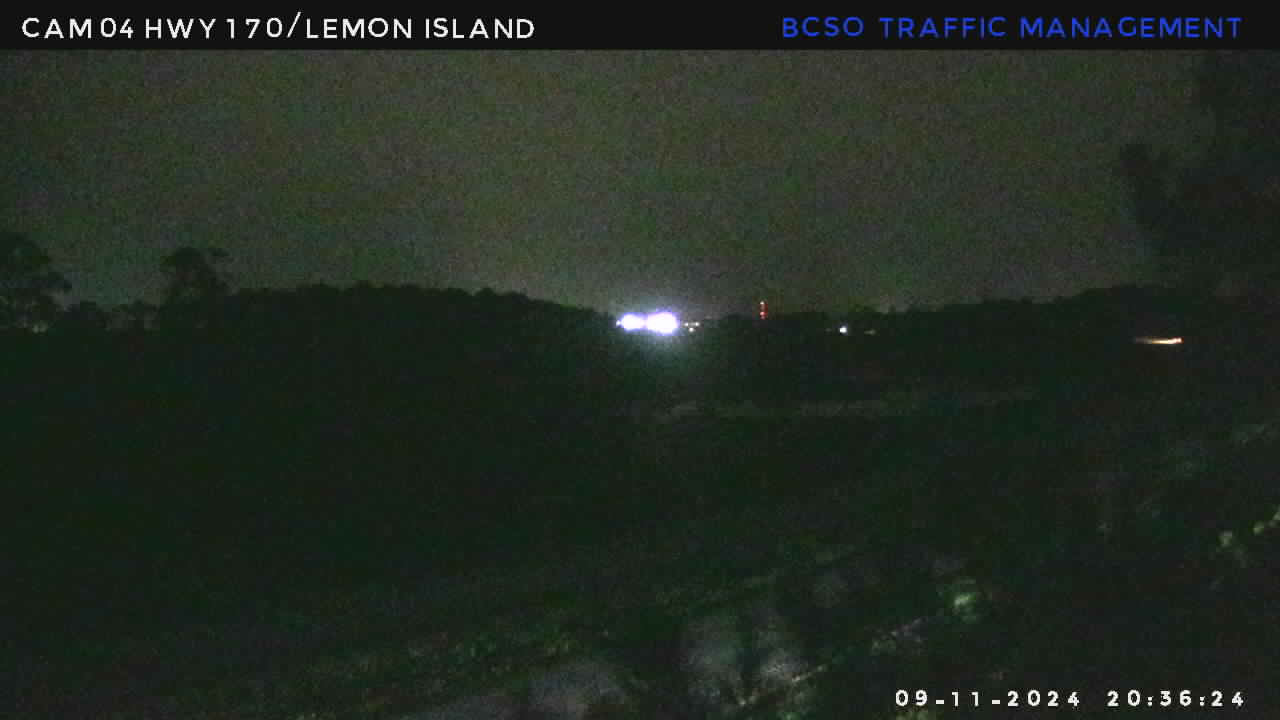 CAM04 HWY 170/LEMON ISLAND
BCSO TRAFFIC MANAGEMENT
09-11-2024 20:36:24